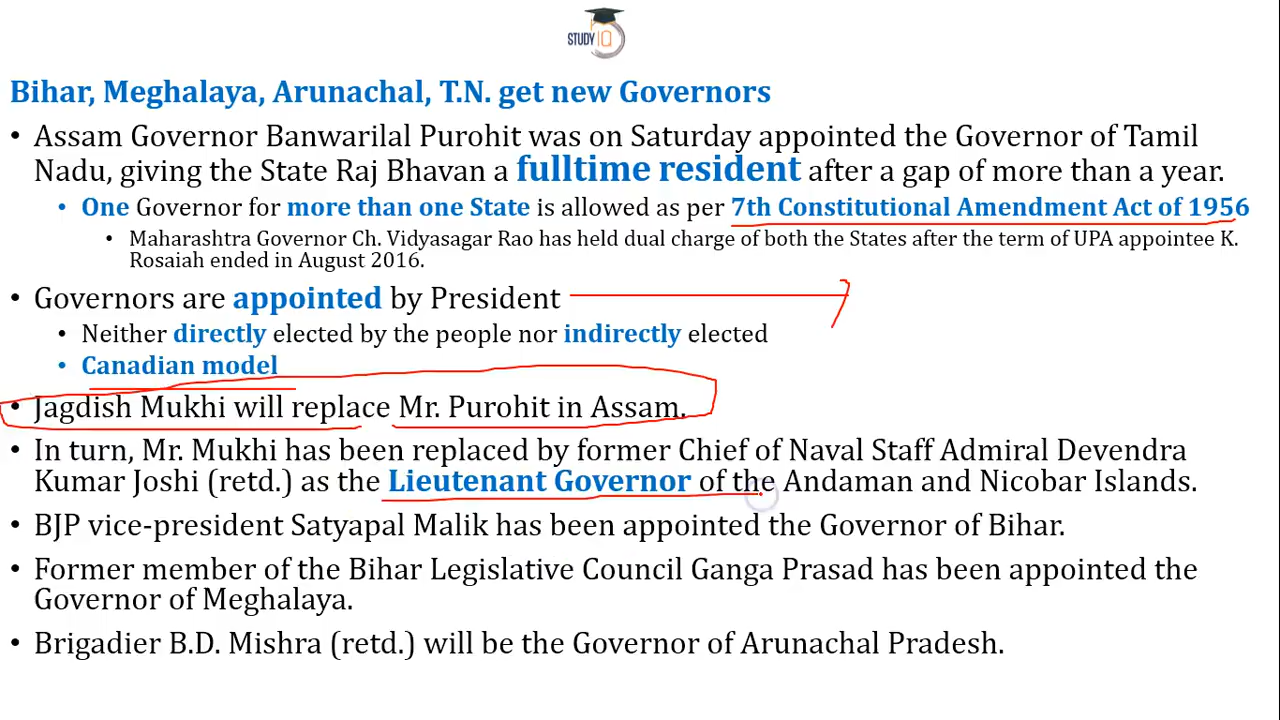 STUDY IQ
Bihar, Meghalaya, Arunachal, T.N. get new Governors
• Assam Governor Banwarilal Purohit was on Saturday appointed the Governor of Tamil
Nadu, giving the State Raj Bhavan a fulltime resident after a gap of more than a year.
• One Governor for more than one State is allowed as per 7th Constitutional Amendment Act of 1956
• Maharashtra Governor Ch. Vidyasagar Rao has held dual charge of both the States after the term of UPA appointee K.
Rosaiah ended in August 2016.
• Governors are appointed by President
• Neither directly elected by the people nor indirectly elected
• Canadian model
• Jagdish Mukhi will replace Mr. Purohit in Assam.
• In turn, Mr. Mukhi has been replaced by former Chief of Naval Staff Admiral Devendra
Kumar Joshi (retd.) as the Lieutenant Governor of the Andaman and Nicobar Islands.
• BJP vice-president Satyapal Malik has been appointed the Governor of Bihar.
• Former member of the Bihar Legislative Council Ganga Prasad has been appointed the
Governor of Meghalaya.
• Brigadier B.D. Mishra (retd.) will be the Governor of Arunachal Pradesh.